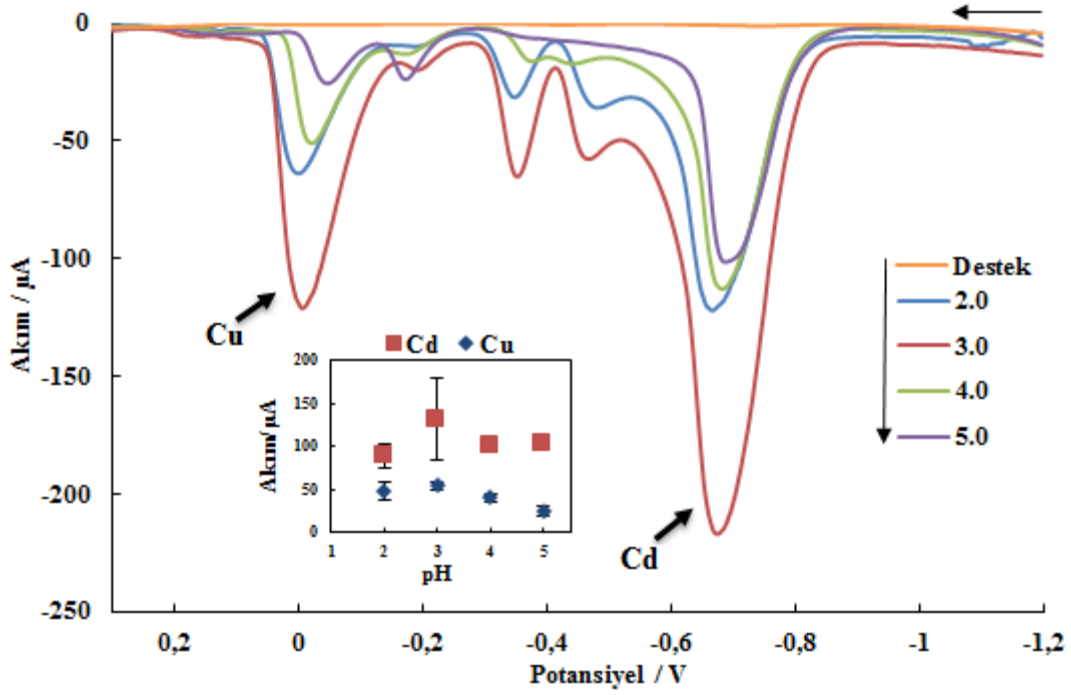 0
-50
-100
-150
-200
-250
Akım / µA
0,2 0 -0,2 -0,4 -0,6 -0,8 -1 -1,2
Potansiyel / V
Cu
Cd
Destek
2.0
3.0
4.0
5.0
Cd Cu
200
150
100
50
0
Akım/µA
1 2 3 4 5
pH